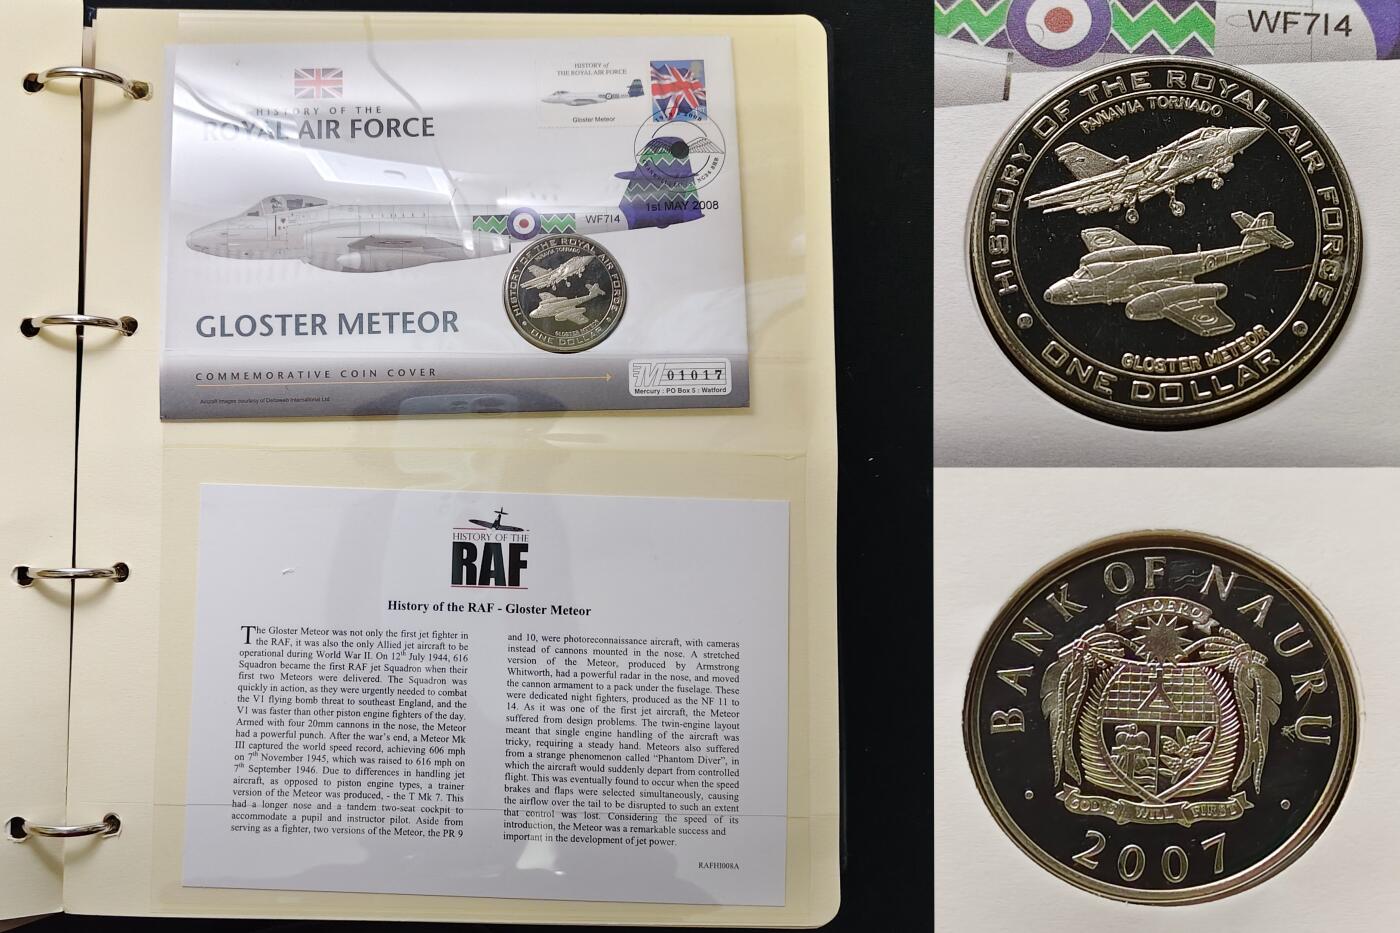 HISTORY OF THE
ROYAL AIR FORCE
HISTORY of
THE ROYAL AIR FORCE
Gloster Meteor
1st MAY 2008
WF714
GLOSTER METEOR
HISTORY OF THE ROYAL AIR FORCE
PANAVIA TORNADO
GLOSTER METEOR
ONE DOLLAR
COMMEMORATIVE COIN COVER
01017
Mercury : PO Box 5 : Watford
Aircraft images courtesy of Deltaweb International Ltd
HISTORY OF THE
RAF
History of the RAF - Gloster Meteor
The Gloster Meteor was not only the first jet fighter in
the RAF, it was also the only Allied jet aircraft to be
operational during World War II. On 12th July 1944, 616
Squadron became the first RAF jet Squadron when their
first two Meteors were delivered. The Squadron was
quickly in action, as they were urgently needed to combat
the V1 flying bomb threat to southeast England, and the
V1 was faster than other piston engine fighters of the day.
Armed with four 20mm cannons in the nose, the Meteor
had a powerful punch. After the war's end, a Meteor Mk
III captured the world speed record, achieving 606 mph
on 7th November 1945, which was raised to 616 mph on
7th September 1946. Due to differences in handling jet
aircraft, as opposed to piston engine types, a trainer
version of the Meteor was produced, - the T Mk 7. This
had a longer nose and a tandem two-seat cockpit to
accommodate a pupil and instructor pilot. Aside from
serving as a fighter, two versions of the Meteor, the PR 9
and 10, were photoreconnaissance aircraft, with cameras
instead of cannons mounted in the nose. A stretched
version of the Meteor, produced by Armstrong
Whitworth, had a powerful radar in the nose, and moved
the cannon armament to a pack under the fuselage. These
were dedicated night fighters, produced as the NF 11 to
14. As it was one of the first jet aircraft, the Meteor
suffered from design problems. The twin-engine layout
meant that single engine handling of the aircraft was
tricky, requiring a steady hand. Meteors also suffered
from a strange phenomenon called "Phantom Diver", in
which the aircraft would suddenly depart from controlled
flight. This was eventually found to occur when the speed
brakes and flaps were selected simultaneously, causing
the airflow over the tail to be disrupted to such an extent
that control was lost. Considering the speed of its
introduction, the Meteor was a remarkable success and
important in the development of jet power.
RAFHI008A
WF714
HISTORY OF THE ROYAL AIR FORCE
PANAVIA TORNADO
GLOSTER METEOR
ONE DOLLAR
BANK OF NAURU
NAOERO
GOD'S WILL FIRST
2007